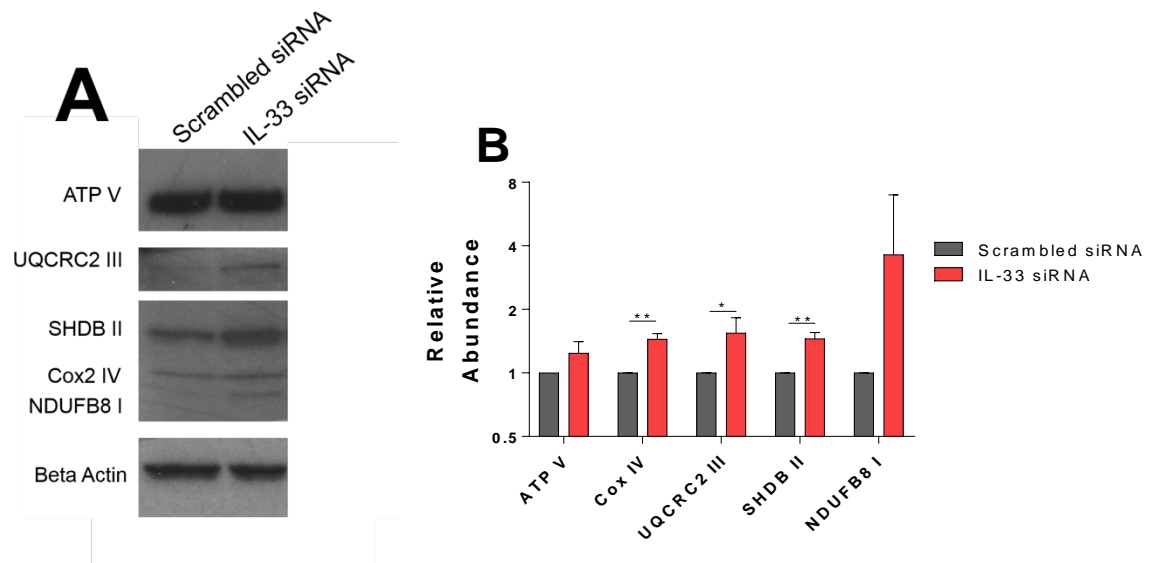 A
Scrambled siRNA
IL-33 siRNA
ATP V
UQCRC2 III
SHDB II
Cox2 IV
NDUFB8 I
Beta Actin
B
Relative
Abundance
8
4
2
1
0.5
**
*
**
ATP V
Cox IV
UQCRC2 III
SHDB II
NDUFB8 I
Scrambled siRNA
IL-33 siRNA